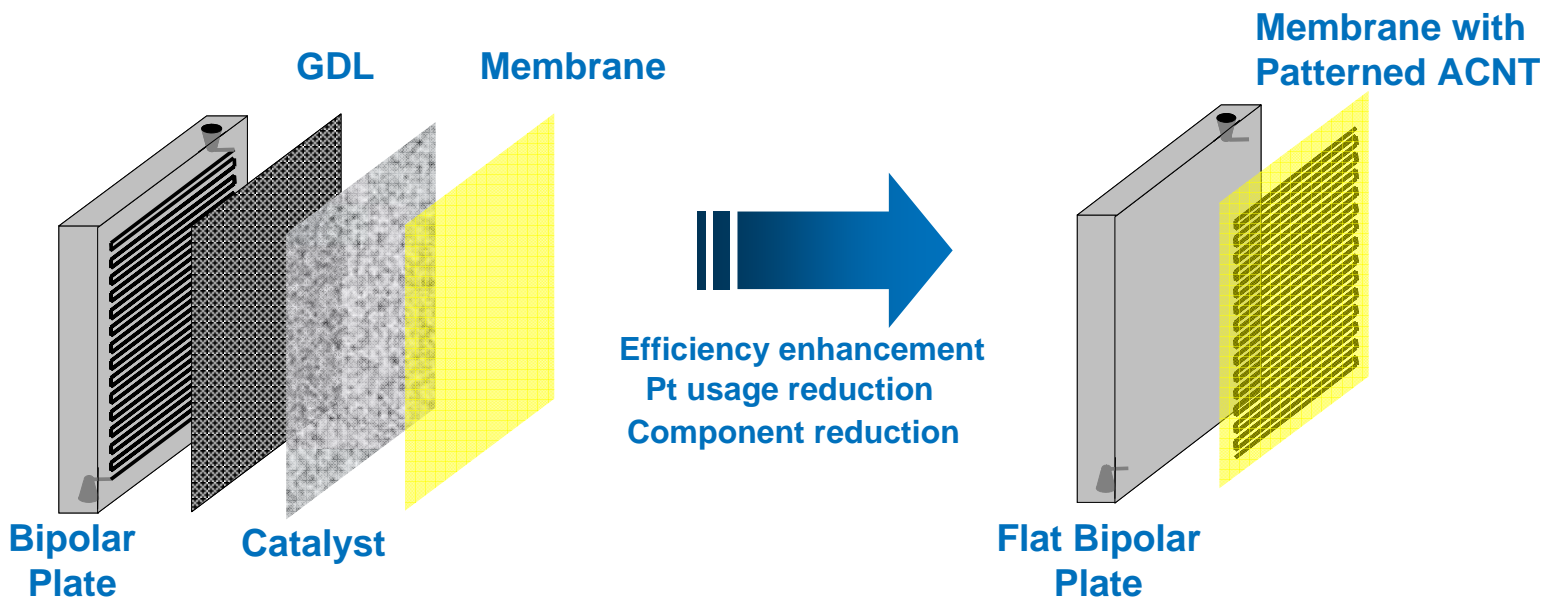 GDL
Membrane
Bipolar
Plate
Catalyst
Efficiency enhancement
Pt usage reduction
Component reduction
Membrane with
Patterned ACNT
Flat Bipolar
Plate